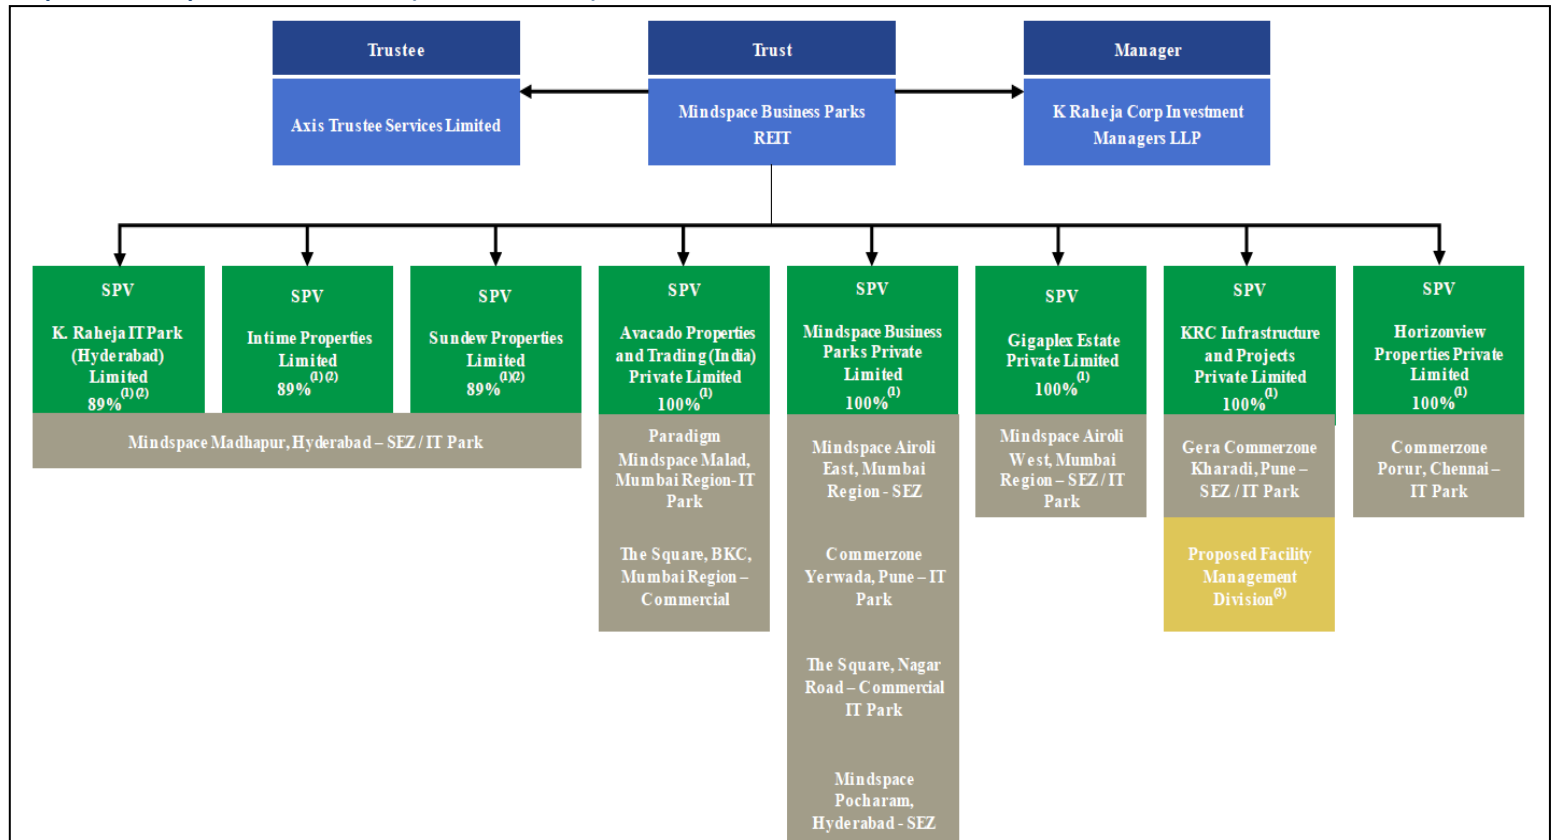 Trustee
Trust
Manager
Axis Trustee Services Limited
Mindspace Business Parks
REIT
K Raheja Corp Investment
Managers LLP
SPV
K. Raheja IT Park
(Hyderabad)
Limited
89%(1) (2)
SPV
Intime Properties
Limited
89%(1) (2)
SPV
Sundew Properties
Limited
89%(1)(2)
SPV
Avacado Properties
and Trading (India)
Private Limited
100%(1)
SPV
Mindspace Business
Parks Private
Limited
100%(1)
SPV
Gigaplex Estate
Private Limited
100%(1)
SPV
KRC Infrastructure
and Projects
Private Limited
100%(1)
SPV
Horizonview
Properties Private
Limited
100%(1)
Mindspace Madhapur, Hyderabad – SEZ / IT Park
Paradigm
Mindspace Malad,
Mumbai Region- IT
Park
The Square, BKC,
Mumbai Region –
Commercial
Mindspace Airoli
East, Mumbai
Region - SEZ
Commerzone
Yerwada, Pune – IT
Park
The Square, Nagar
Road – Commercial
IT Park
Mindspace
Pocharam,
Hyderabad - SEZ
Mindspace Airoli
West, Mumbai
Region – SEZ / IT
Park
Gera Commerzone
Kharadi, Pune –
SEZ / IT Park
Proposed Facility
Management
Division(3)
Commerzone
Porur, Chennai –
IT Park